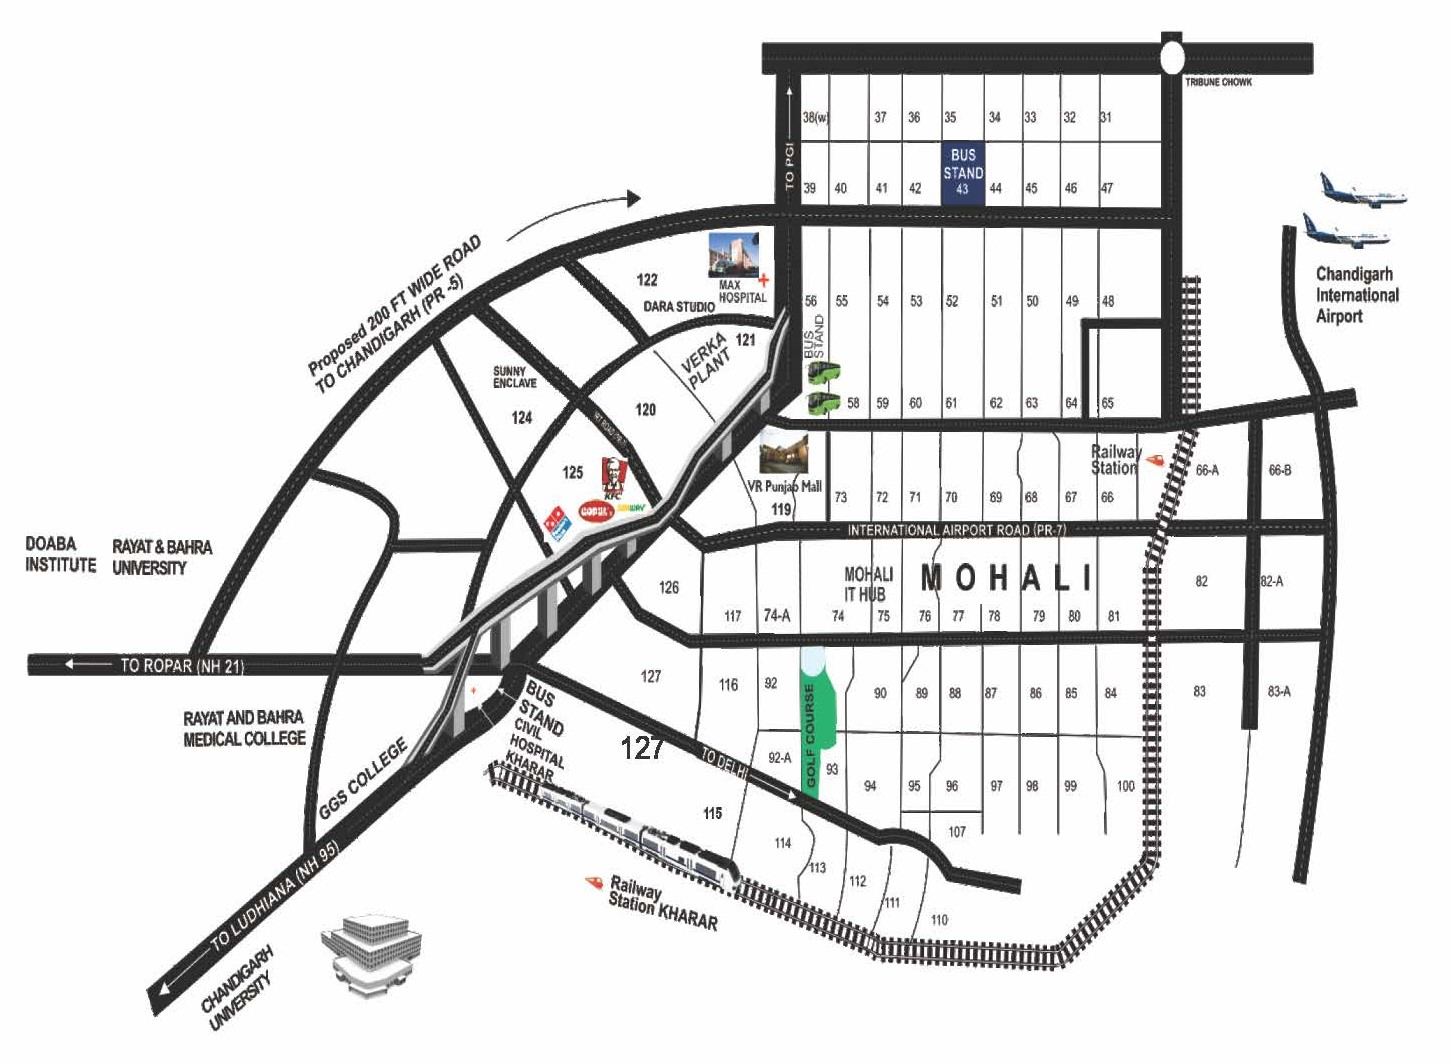 TRIBUNE CHOWK
38(w)
37
36
35
34
33
32
31
TO PGI
BUS
STAND
43
39
40
41
42
44
45
46
47
Proposed 200 FT WIDE ROAD
TO CHANDIGARH (PR -5)
122
MAX
HOSPITAL
DARA STUDIO
121
VERKA
PLANT
Chandigarh
International
Airport
56
55
54
53
52
51
50
49
48
BUS
STAND
SUNNY
ENCLAVE
124
120
58
59
60
61
62
63
64
65
125
KFC
GOPAL'S
SUBWAY
VR Punjab Mall
119
Railway
Station
66-A
66-B
73
72
71
70
69
68
67
66
INTERNATIONAL AIRPORT ROAD (PR-7)
DOABA
INSTITUTE
RAYAT & BAHRA
UNIVERSITY
126
MOHALI
IT HUB
MOHALI
82
82-A
117
74-A
74
75
76
77
78
79
80
81
TO ROPAR (NH 21)
127
116
92
90
89
88
87
86
85
84
83
83-A
RAYAT AND BAHRA
MEDICAL COLLEGE
BUS
STAND
CIVIL
HOSPITAL
KHARAR
GOLF COURSE
127
TO DELHI
92-A
93
94
95
96
97
98
99
100
GGS COLLEGE
115
107
114
113
112
111
110
TO LUDHIANA (NH 95)
Railway
Station KHARAR
CHANDIGARH
UNIVERSITY